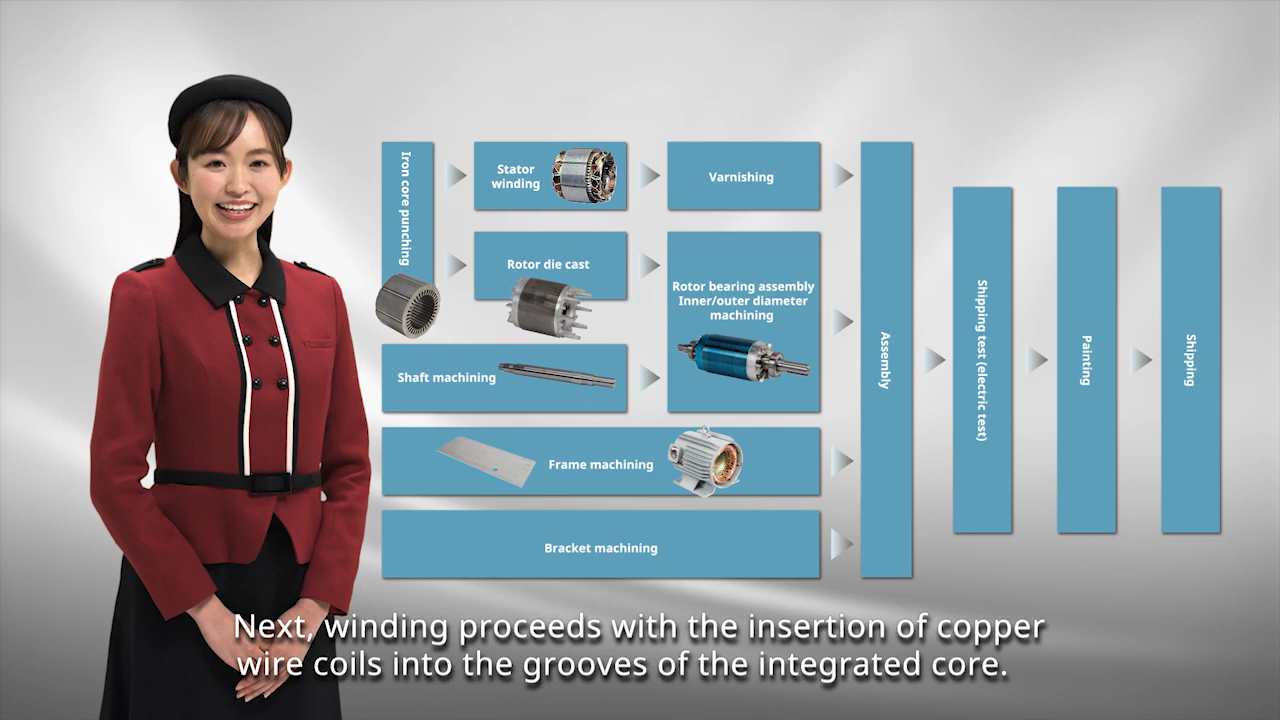 Iron core punching
Stator
winding
Varnishing
Rotor die cast
Rotor bearing assembly
Inner/outer diameter
machining
Shaft machining
Frame machining
Bracket machining
Assembly
Shipping test (electric test)
Painting
Shipping
Next, winding proceeds with the insertion of copper
wire coils into the grooves of the integrated core.